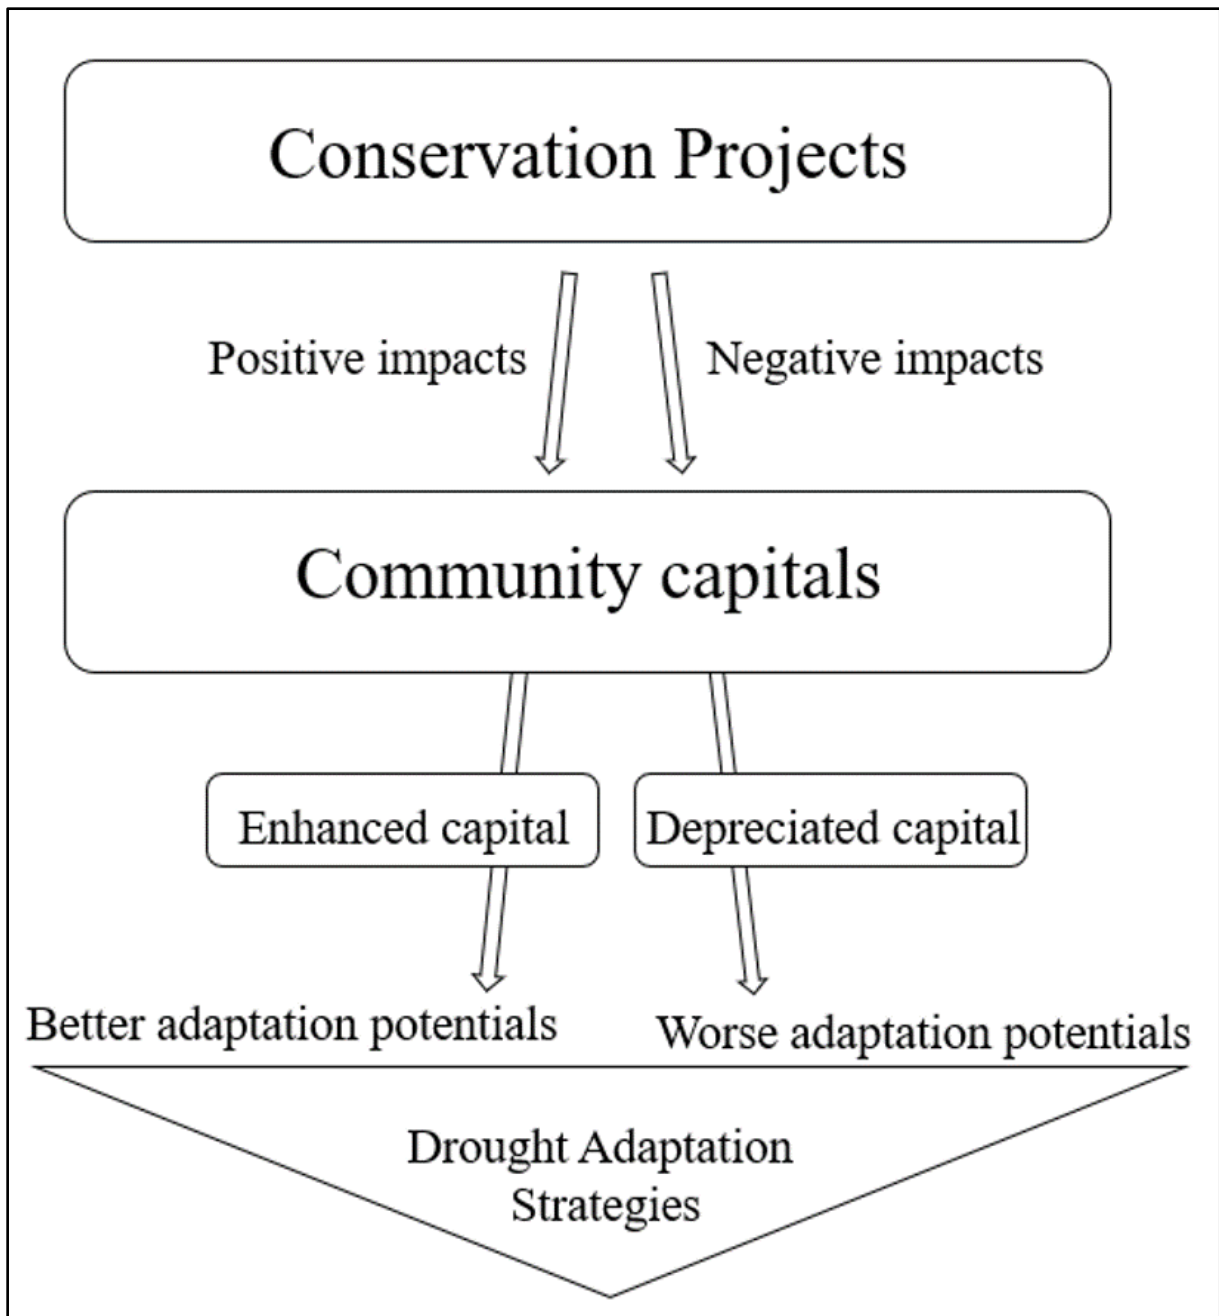 Conservation Projects
Positive impacts
Negative impacts
Community capitals
Enhanced capital
Depreciated capital
Better adaptation potentials
Worse adaptation potentials
Drought Adaptation
Strategies